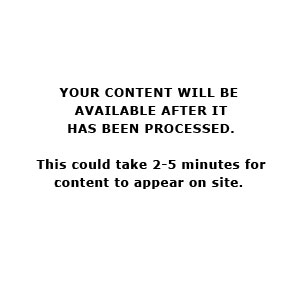 YOUR CONTENT WILL BE
AVAILABLE AFTER IT
HAS BEEN PROCESSED.
This could take 2-5 minutes for
content to appear on site.